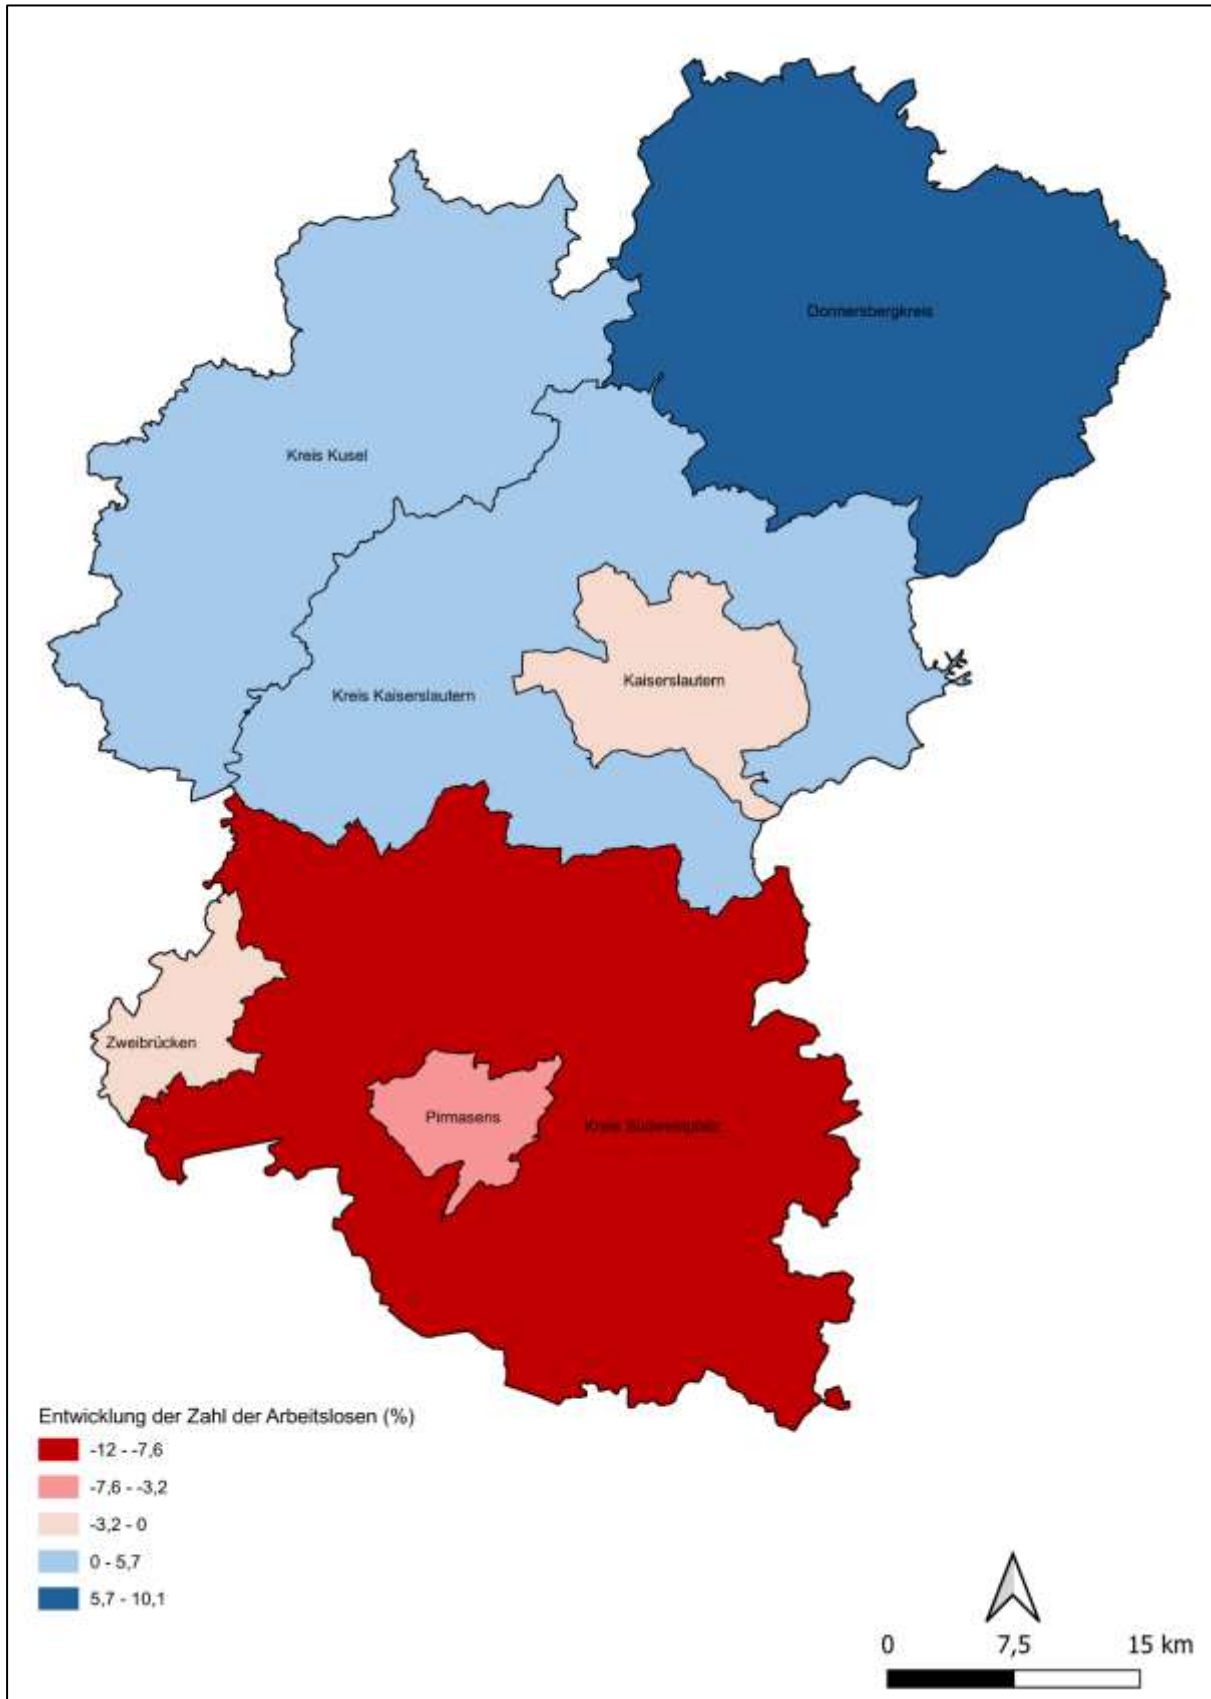 Donnersbergkreis
Kreis Kusel
Kaiserslautern
Kreis Kaiserslautern
Zweibrücken
Pirmasens
Kreis Südwestpfalz
Entwicklung der Zahl der Arbeitslosen (%)
-12 - -7,6
-7,6 - -3,2
-3,2 - 0
0 - 5,7
5,7 - 10,1
0 7,5 15 km